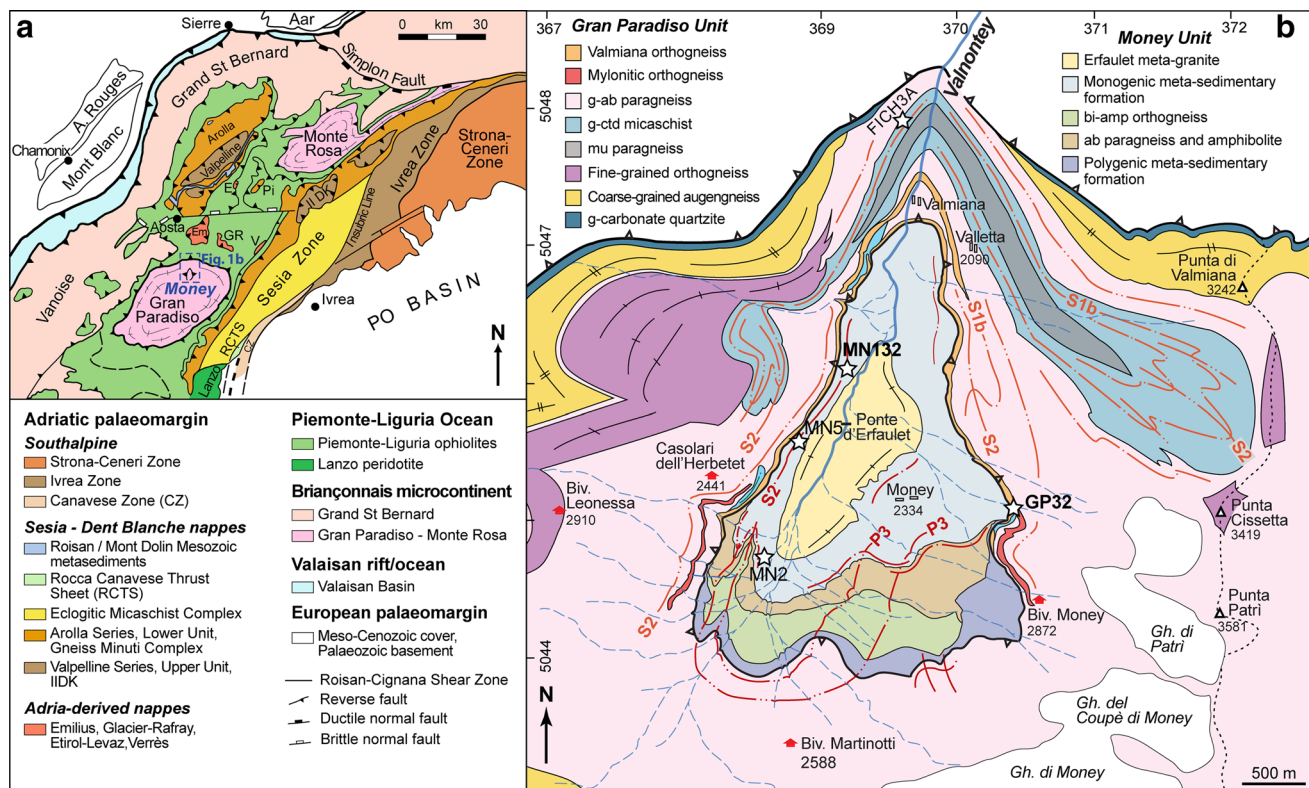 a
Sierre
Aar
0 km 30
Grand St Bernard
Simplon Fault
A. Rouges
Chamonix
Mont Blanc
Arolla
Valpelline
Monte
Rosa
Ivrea Zone
Strona-
Ceneri
Zone
E
Pi
II DK
Insubric Line
Aosta
Em
GR
V
Fig. 1b
Money
Gran
Paradiso
Vanoise
Sesia Zone
Ivrea
PO BASIN
RCTS
CZ
Lanzo
N
Adriatic palaeomargin
Southalpine
Strona-Ceneri Zone
Ivrea Zone
Canavese Zone (CZ)
Sesia - Dent Blanche nappes
Roisan / Mont Dolin Mesozoic
metasediments
Rocca Canavese Thrust
Sheet (RCTS)
Eclogitic Micaschist Complex
Arolla Series, Lower Unit,
Gneiss Minuti Complex
Valpelline Series, Upper Unit,
IIDK
Adria-derived nappes
Emilius, Glacier-Rafray,
Etirol-Levaz,Verrès
Piemonte-Liguria Ocean
Piemonte-Liguria ophiolites
Lanzo peridotite
Briançonnais microcontinent
Grand St Bernard
Gran Paradiso - Monte Rosa
Valaisan rift/ocean
Valaisan Basin
European palaeomargin
Meso-Cenozoic cover,
Palaeozoic basement
Roisan-Cignana Shear Zone
Reverse fault
Ductile normal fault
Brittle normal fault
367
369
370
371
372
b
Gran Paradiso Unit
Valmiana orthogneiss
Mylonitic orthogneiss
g-ab paragneiss
g-ctd micaschist
mu paragneiss
Fine-grained orthogneiss
Coarse-grained augengneiss
g-carbonate quartzite
Money Unit
Erfaulet meta-granite
Monogenic meta-sedimentary
formation
bi-amp orthogneiss
ab paragneiss and amphibolite
Polygenic meta-sedimentary
formation
Valnontey
5048
FICH3A
Valmiana
5047
Valletta
2090
Punta di
Valmiana
3242
S1b
S1b
MN132
MN5
Ponte
d'Erfaulet
S2
S2
S2
Casolari
dell'Herbetet
2441
S2
Biv.
Leonessa
2910
Money
2334
GP32
Punta
Cissetta
3419
P3
P3
MN2
S2
Biv. Money
2872
Punta
Patrì
3581
Gh. di
Patrì
5044
N
Gh. del
Coupè di Money
Biv. Martinotti
2588
Gh. di Money
500 m